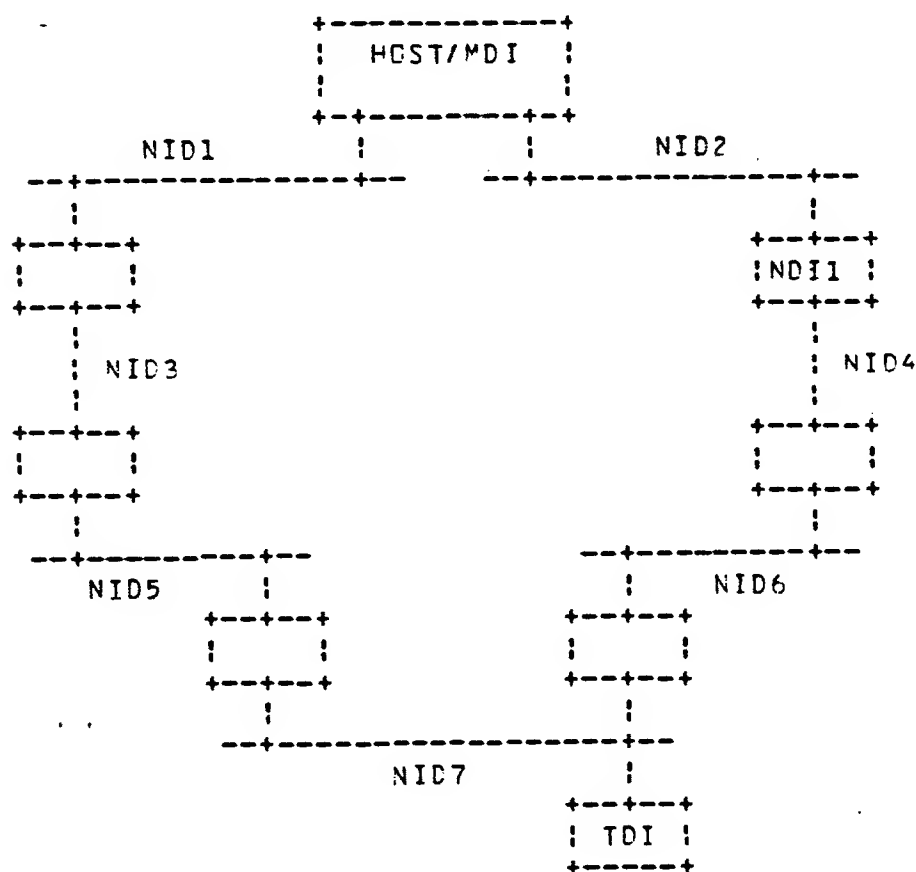 HOST/MDI
NID1
NID2
NDI1
NID3
NID4
NID5
NID6
NID7
TDI